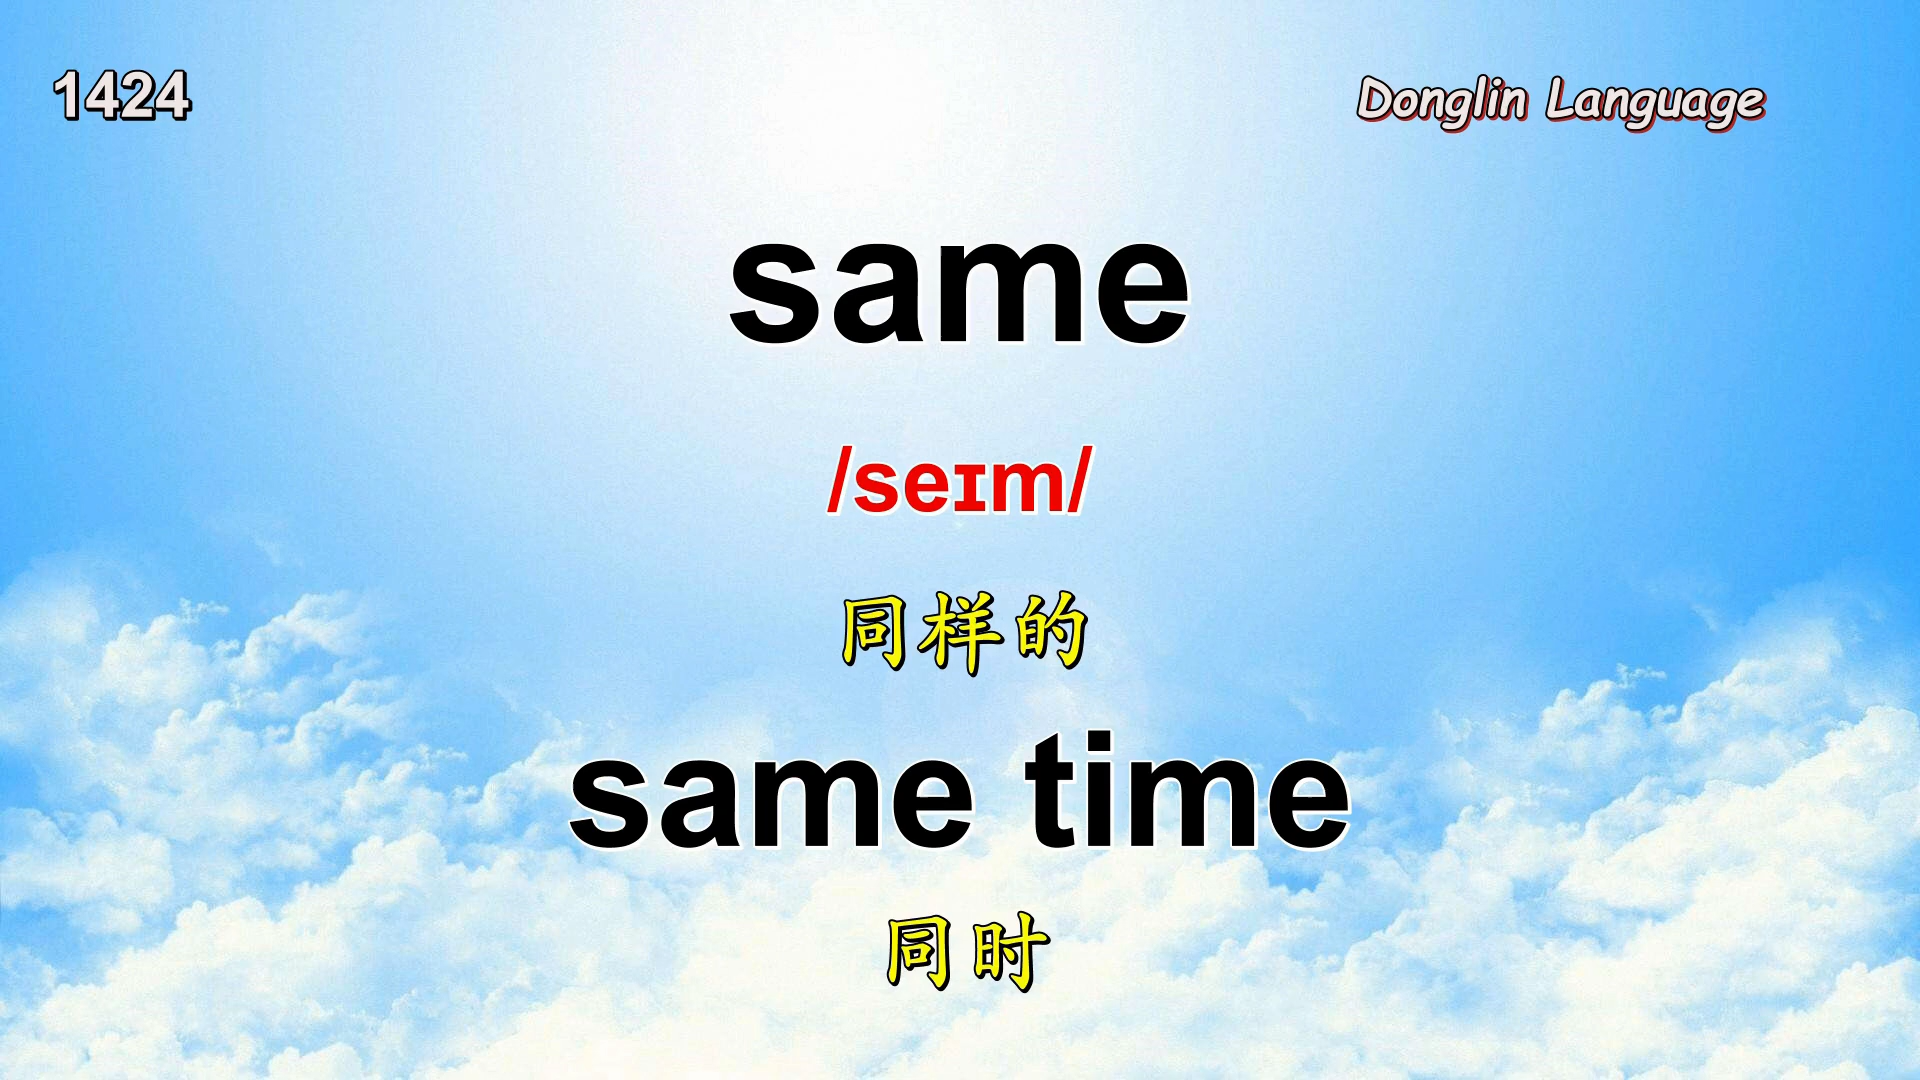 1424
Donglin Language
same
/seɪm/
同样的
same time
同时